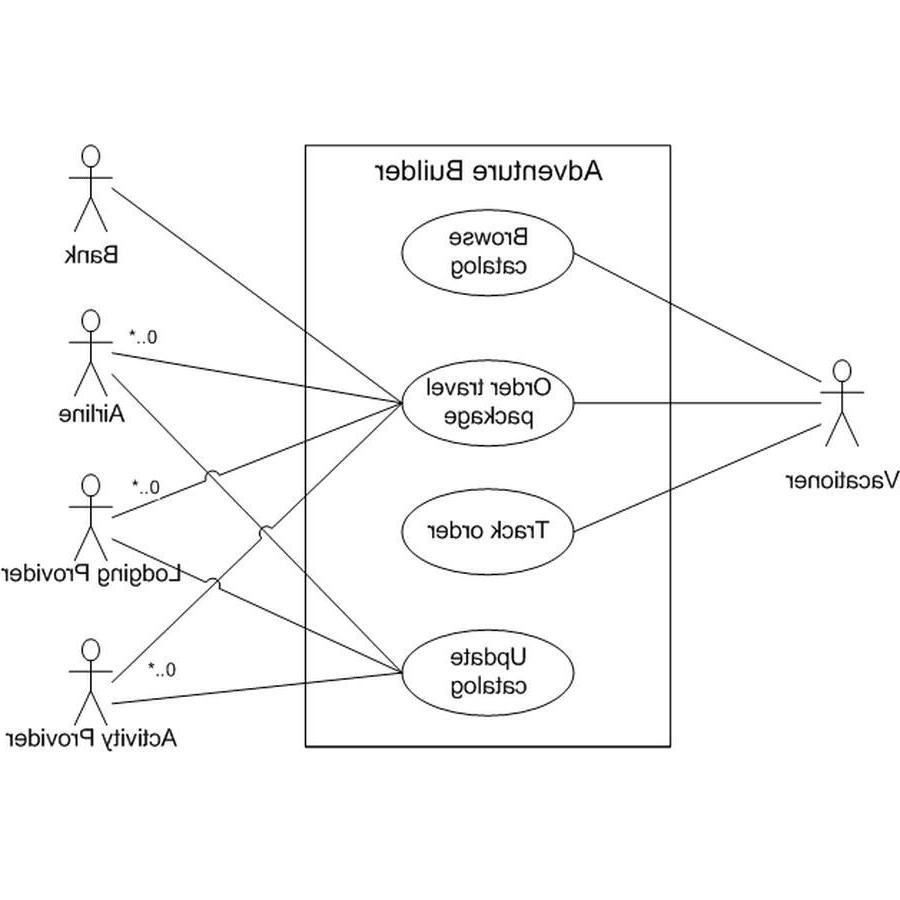 Adventure Builder
Browse
catalog
Bank
0..*
Airline
Order travel
package
Vacationer
0..*
Track order
Lodging Provider
0..*
Update
catalog
Activity Provider